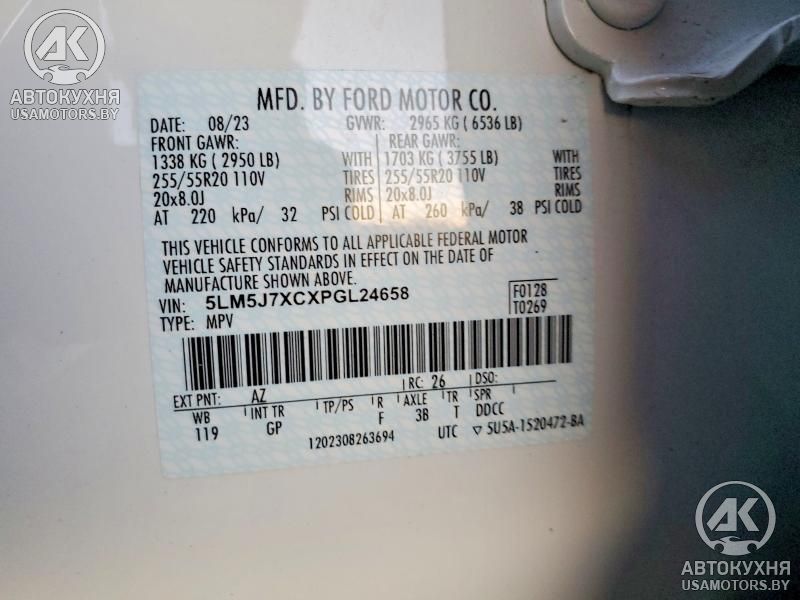 AK
АВТОКУХНЯ
USAMOTORS.BY
MFD. BY FORD MOTOR CO.
DATE: 08/23 GVWR: 2965 KG ( 6536 LB)
FRONT GAWR: REAR GAWR:
1338 KG ( 2950 LB) WITH 1703 KG ( 3755 LB) WITH
255/55R20 110V TIRES 255/55R20 110V TIRES
20x8.0J RIMS 20x8.0J RIMS
AT 220 kPa/ 32 PSI COLD AT 260 kPa/ 38 PSI COLD
THIS VEHICLE CONFORMS TO ALL APPLICABLE FEDERAL MOTOR
VEHICLE SAFETY STANDARDS IN EFFECT ON THE DATE OF
MANUFACTURE SHOWN ABOVE.
VIN: 5LM5J7XCXPGL24658 F0128
TYPE: MPV T0269
EXT PNT: AZ RC: 26 DSO:
WB INT TR TP/PS R AXLE TR SPR
119 GP F 3B T DDCC
1202308263694 UTC ▽ 5U5A-1520472-BA
AK
АВТОКУХНЯ
USAMOTORS.BY